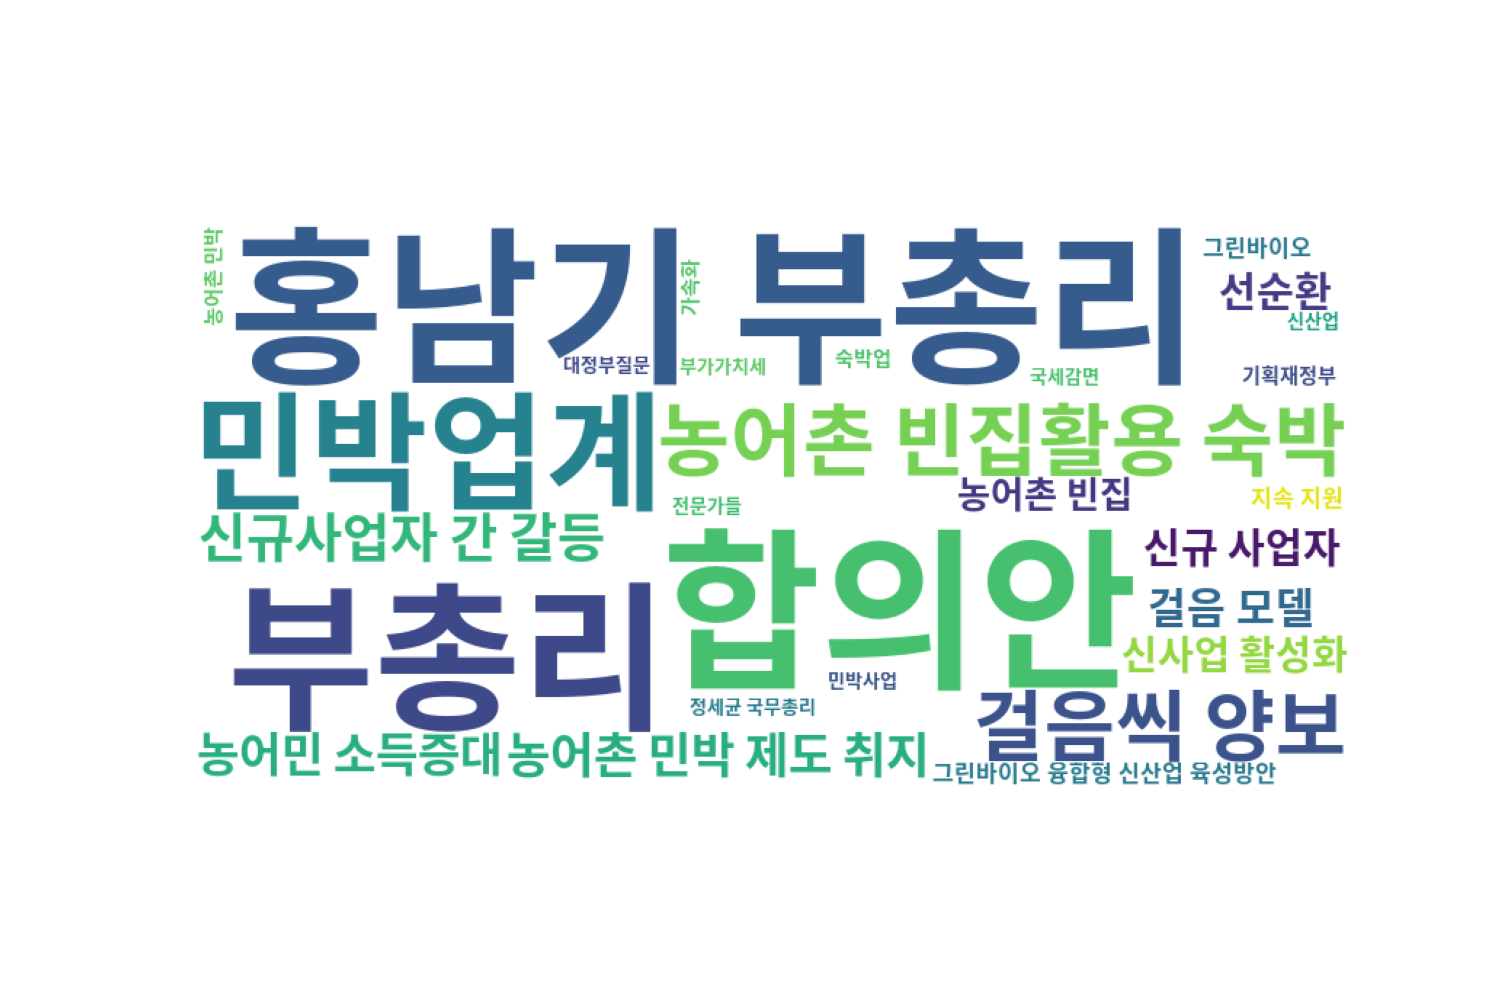 농어촌 민박
홍남기 부총리
가속화
그린바이오
선순환
신산업
대정부질문
부가가치세
숙박업
국세감면
기획재정부
민박업계
농어촌 빈집활용 숙박
농어촌 빈집
지속 지원
전문가들
신규사업자 간 갈등
합의안
신규 사업자
부총리
걸음 모델
신사업 활성화
민박사업
정세균 국무총리
걸음씩 양보
농어민 소득증대
농어촌 민박 제도 취지
그린바이오 융합형 신산업 육성방안